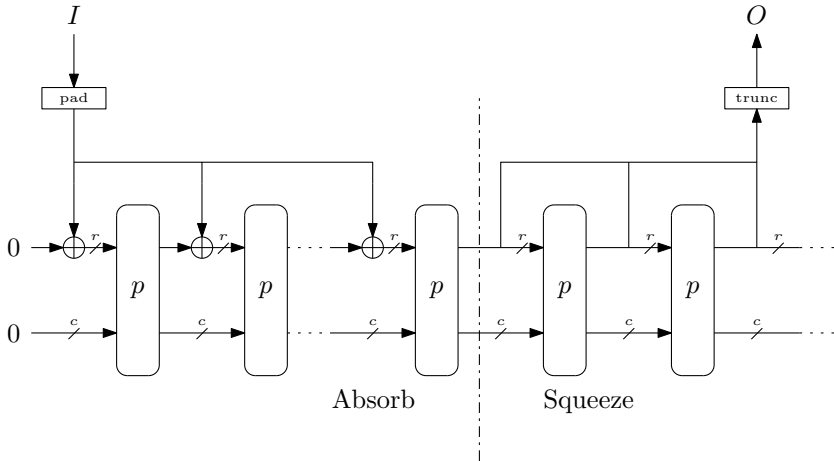 I O
pad trunc
r r r r r r
0
p p p p p
c c c c c c
0
Absorb Squeeze